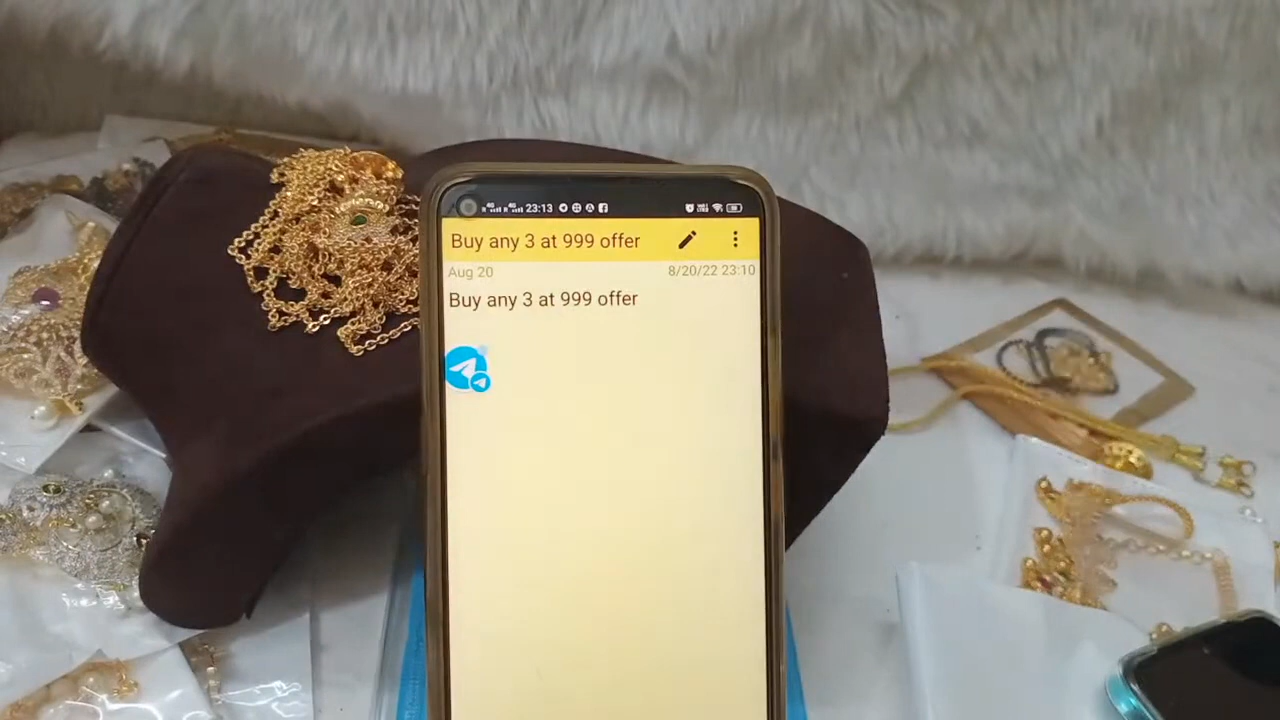 23:13
Buy any 3 at 999 offer
Aug 20
8/20/22 23:10
Buy any 3 at 999 offer